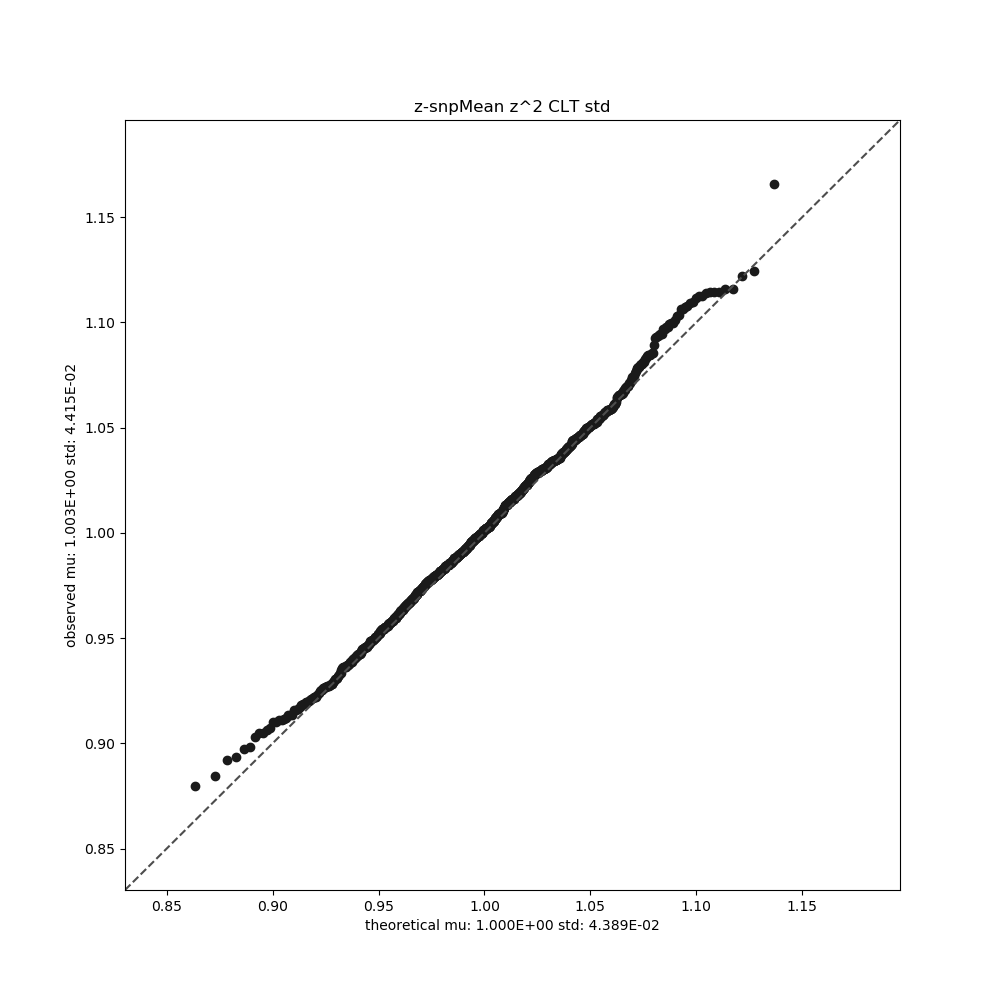 z-snpMean z^2 CLT std
observed mu: 1.003E+00 std: 4.415E-02
1.15
1.10
1.05
1.00
0.95
0.90
0.85
0.85 0.90 0.95 1.00 1.05 1.10 1.15
theoretical mu: 1.000E+00 std: 4.389E-02